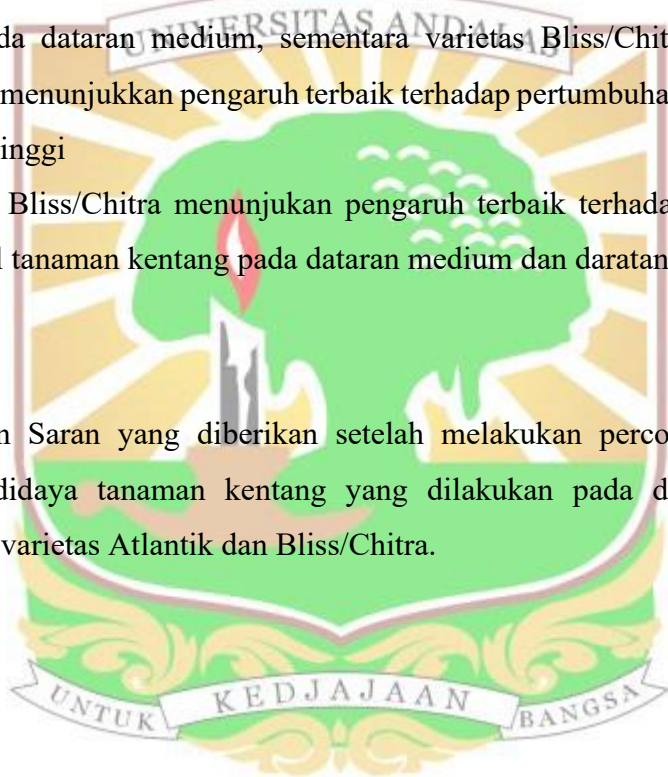 UNIVERSITAS ANDALAS
da dataran medium, sementara varietas Bliss/Chit
menunjukkan pengaruh terbaik terhadap pertumbuha
inggi
Bliss/Chitra menunjukan pengaruh terbaik terhada
l tanaman kentang pada dataran medium dan daratan
n Saran yang diberikan setelah melakukan perco
didaya tanaman kentang yang dilakukan pada d
varietas Atlantik dan Bliss/Chitra.
UNTUK KEDJAJAAN BANGSA